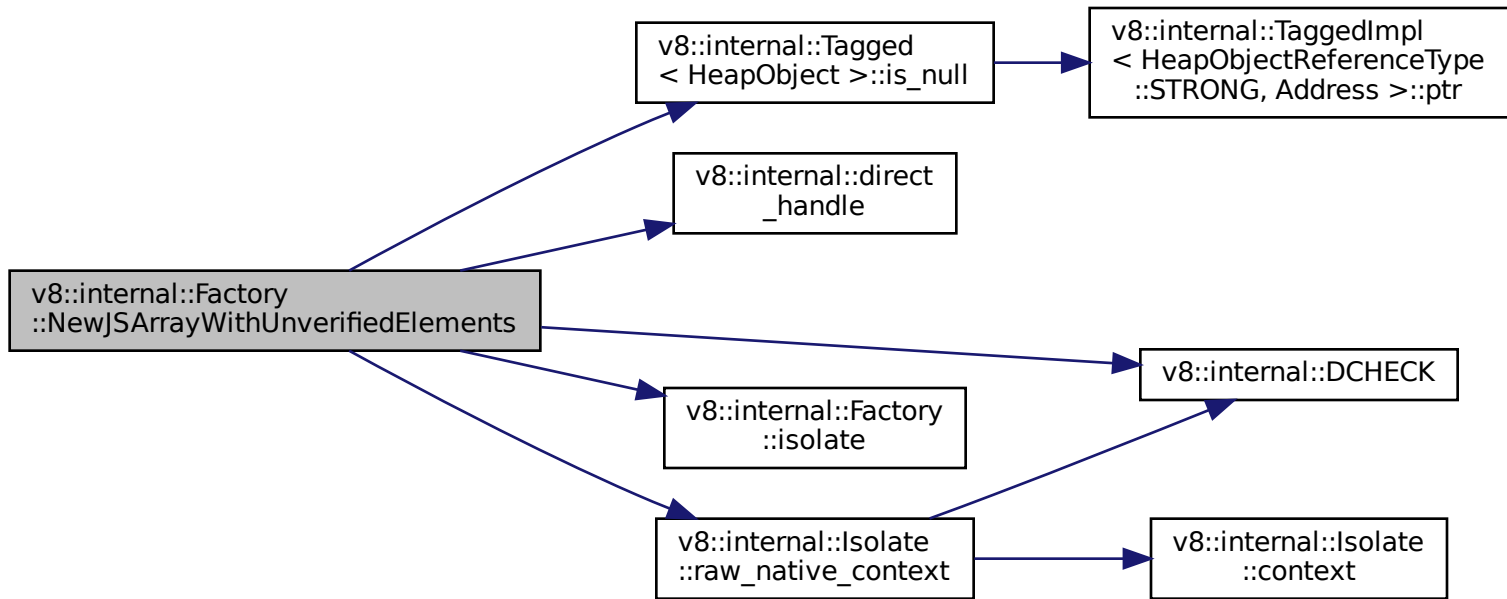 v8::internal::Tagged
< HeapObject >::is_null
v8::internal::TaggedImpl
< HeapObjectReferenceType
::STRONG, Address >::ptr
v8::internal::direct
_handle
v8::internal::Factory
::NewJSArrayWithUnverifiedElements
v8::internal::DCHECK
v8::internal::Factory
::isolate
v8::internal::Isolate
::raw_native_context
v8::internal::Isolate
::context